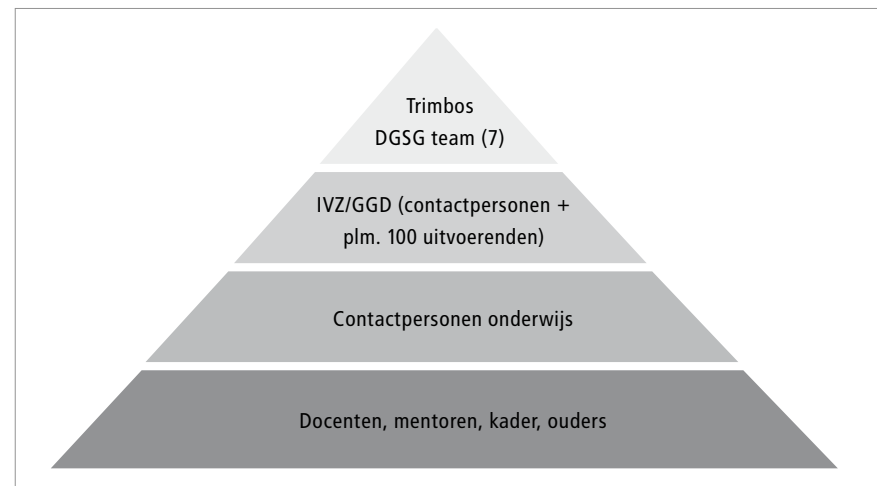 Trimbos
DGSG team (7)
IVZ/GGD (contactpersonen +
plm. 100 uitvoerenden)
Contactpersonen onderwijs
Docenten, mentoren, kader, ouders